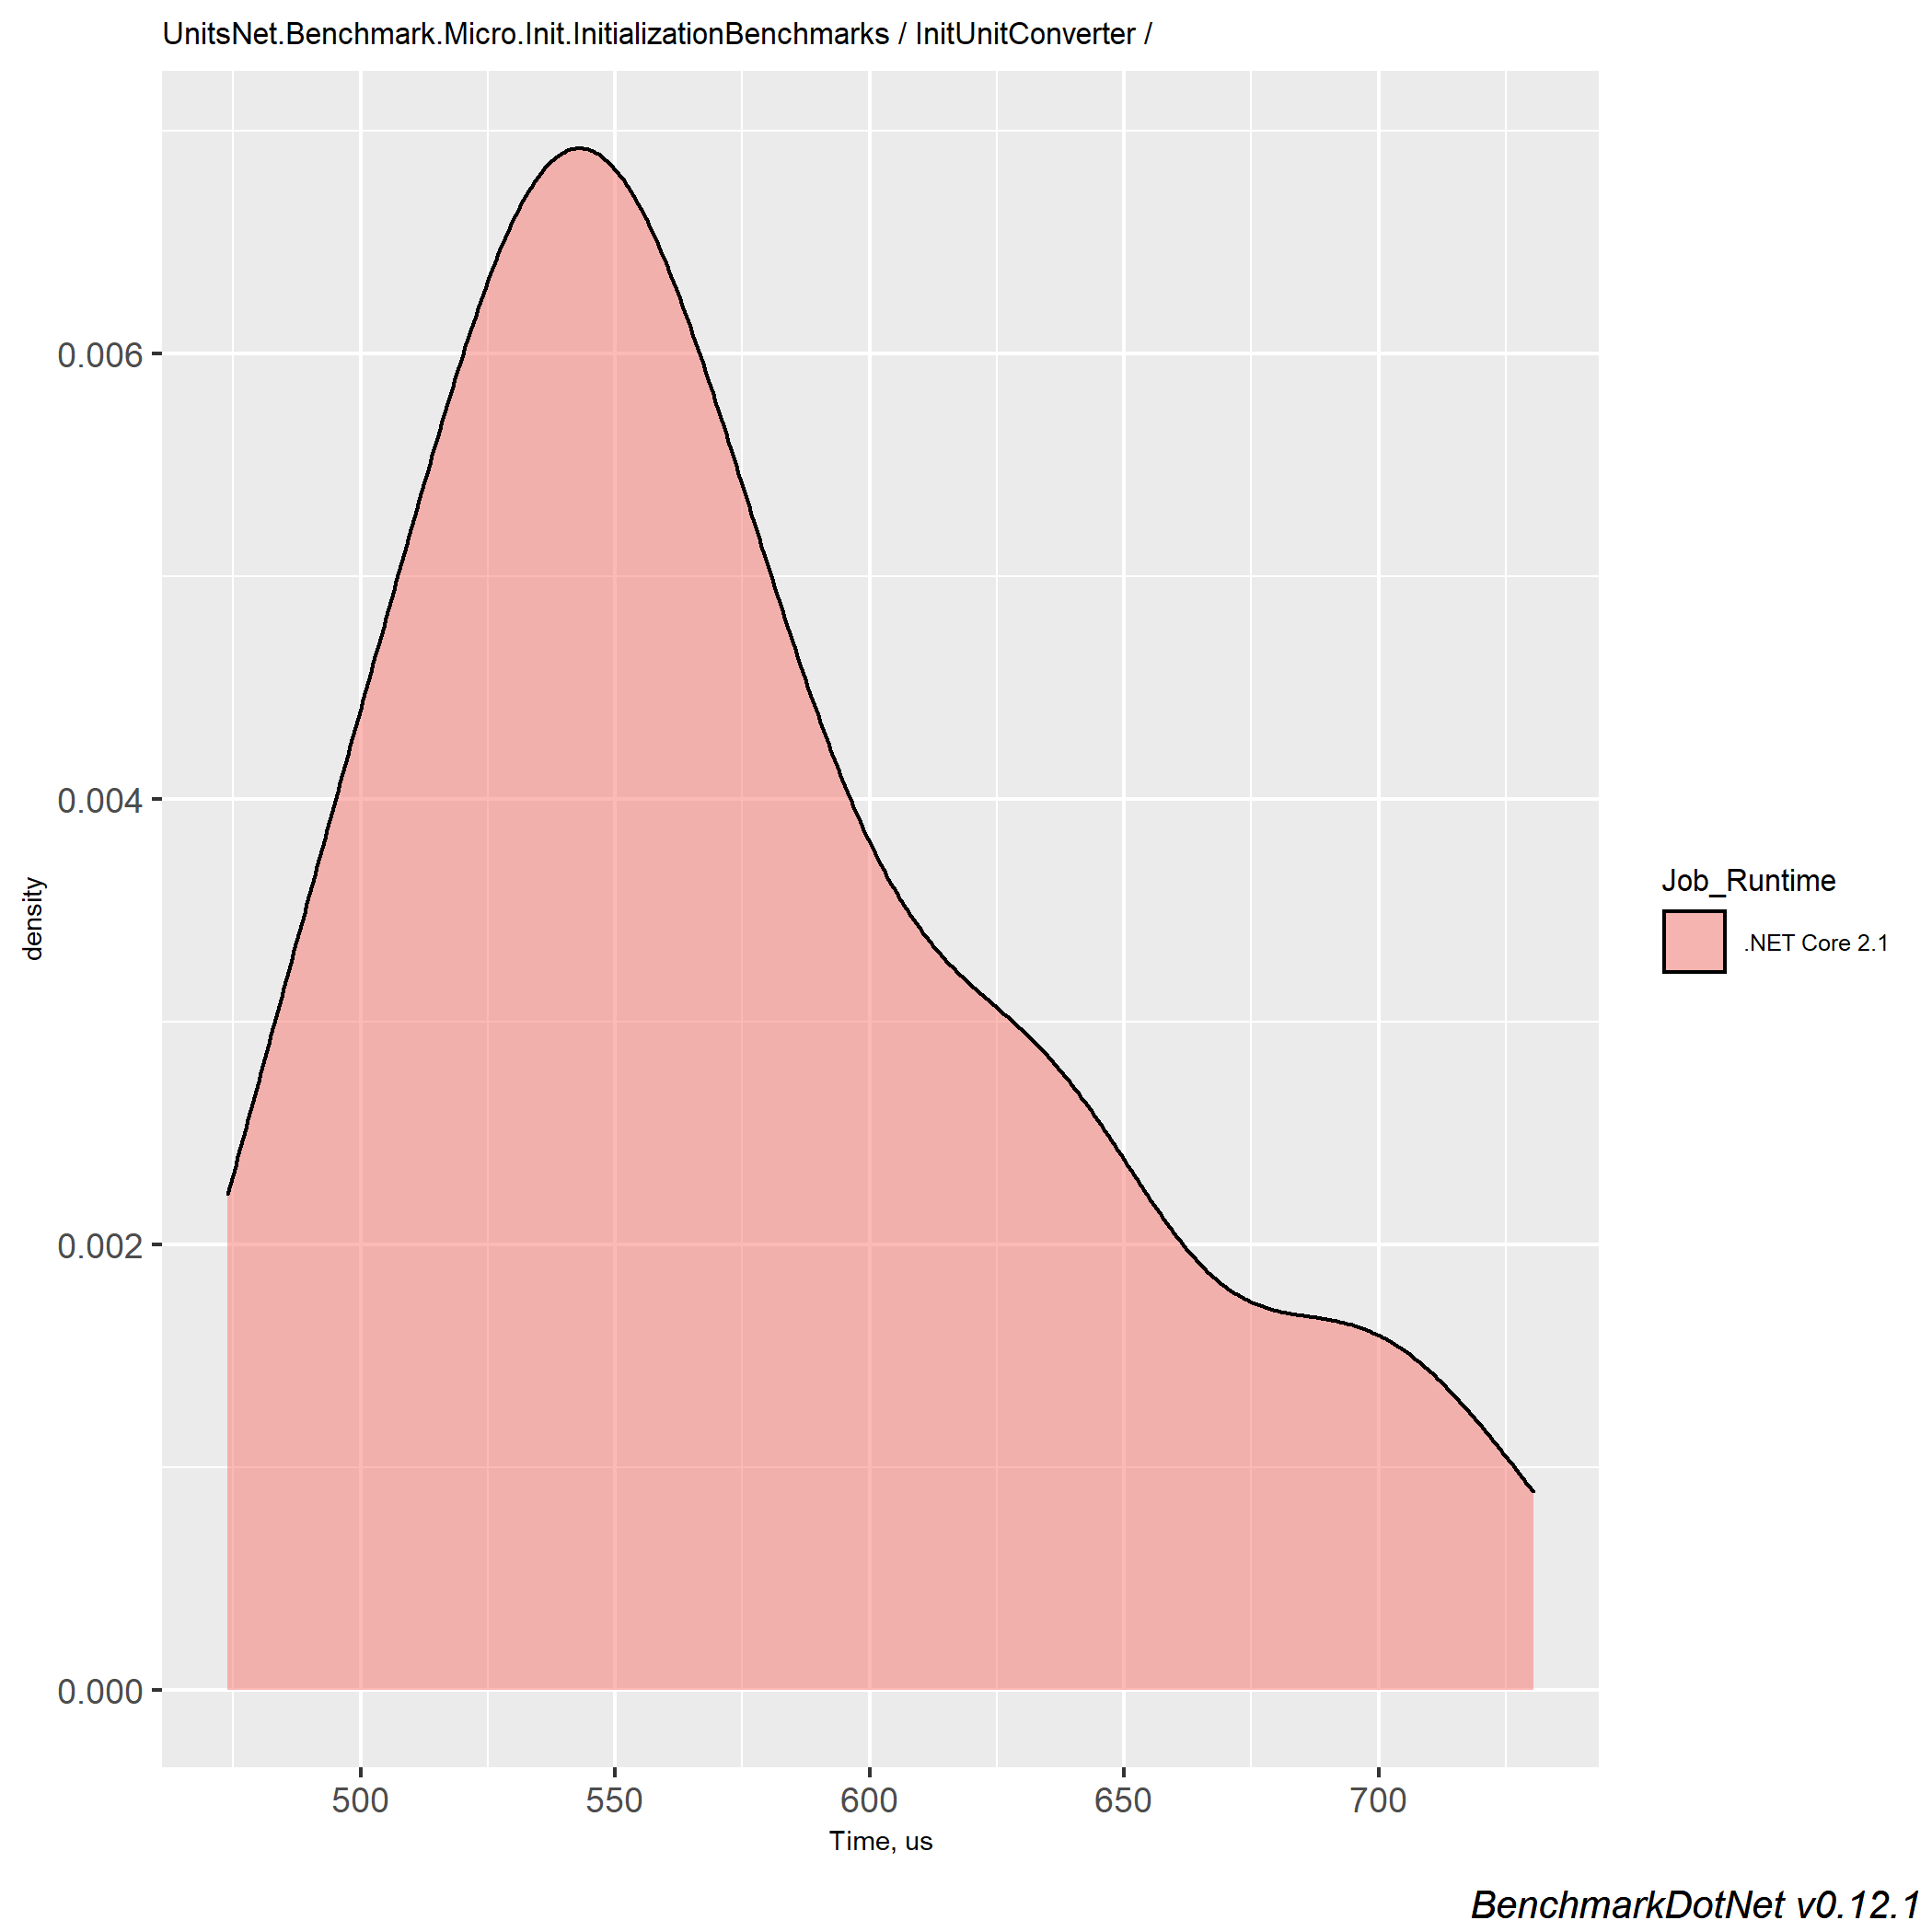 UnitsNet.Benchmark.Micro.Init.InitializationBenchmarks / InitUnitConverter /
0.006
0.004
0.002
0.000
density
500 550 600 650 700
Time, us
Job_Runtime
.NET Core 2.1
BenchmarkDotNet v0.12.1